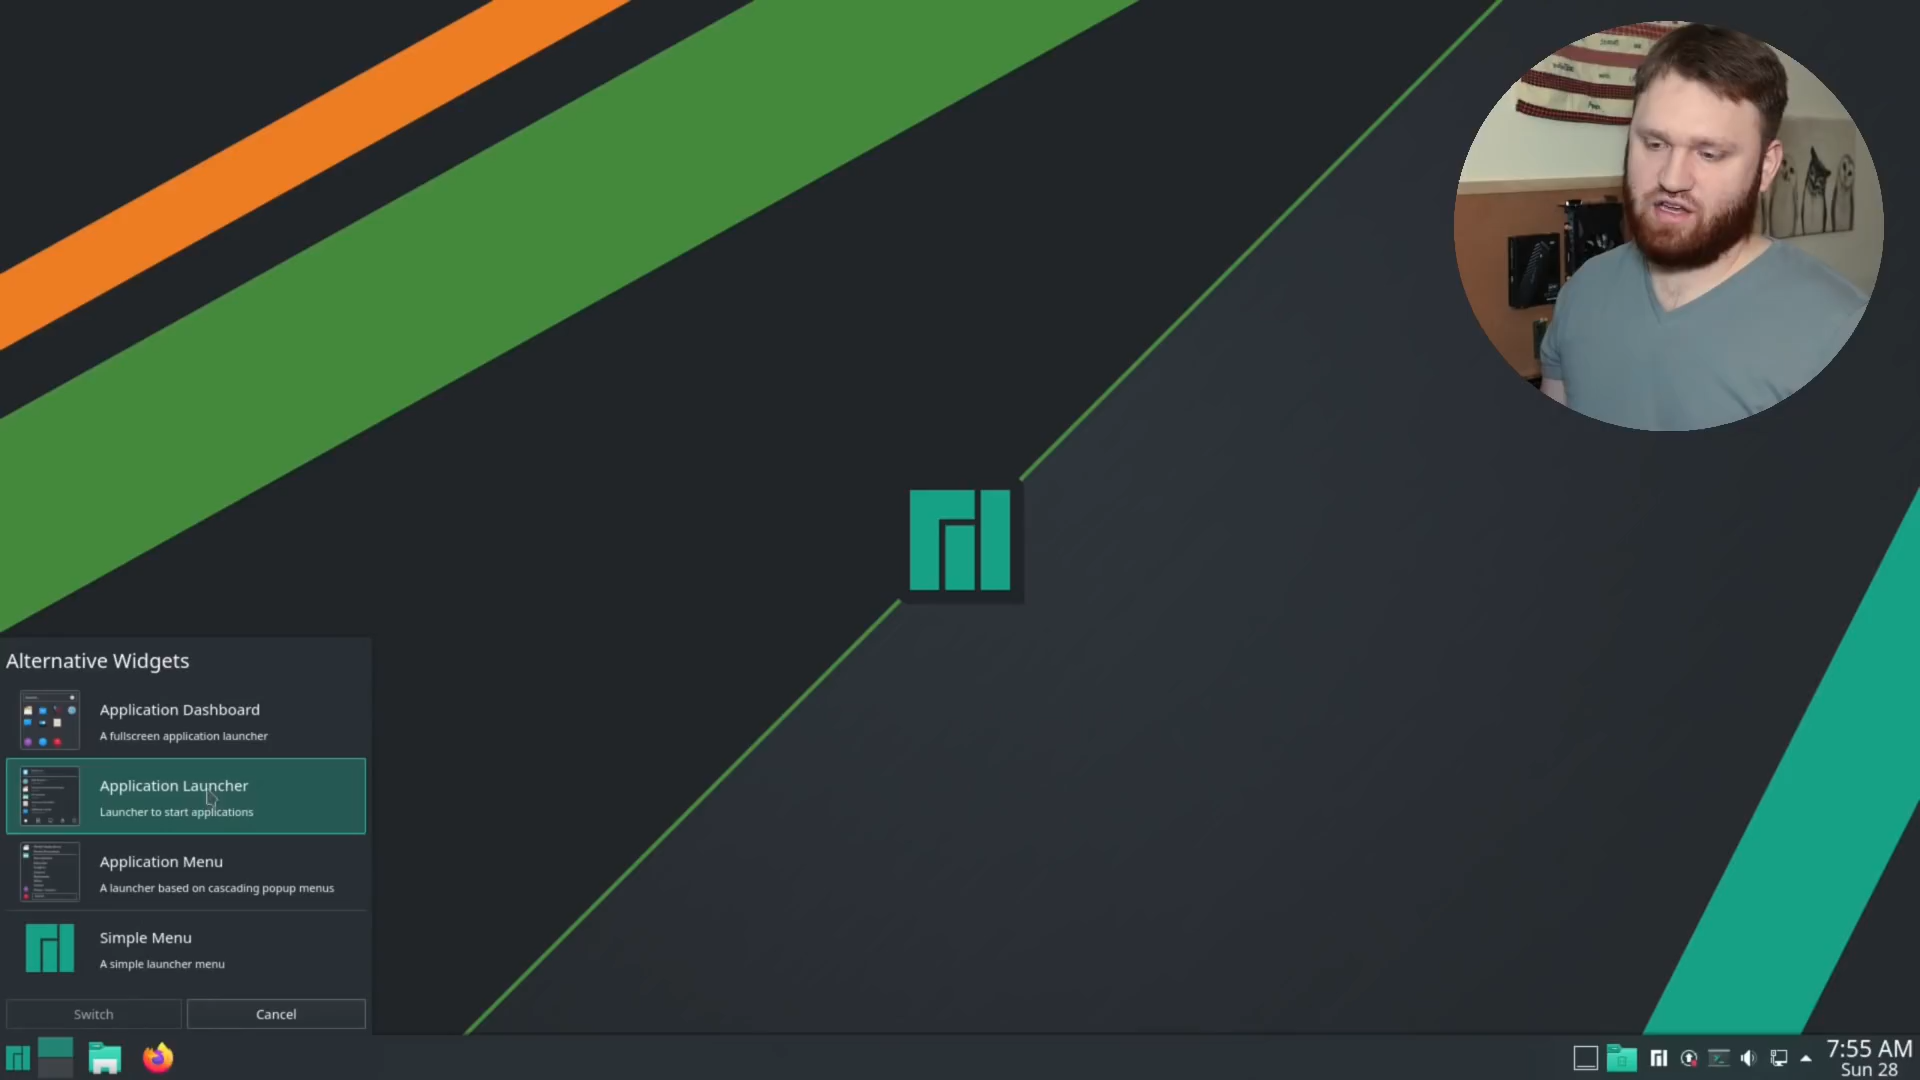 Alternative Widgets
Application Dashboard
A fullscreen application launcher
Application Launcher
Launcher to start applications
Application Menu
A launcher based on cascading popup menus
Simple Menu
A simple launcher menu
Switch
Cancel
7:55 AM
Sun 28